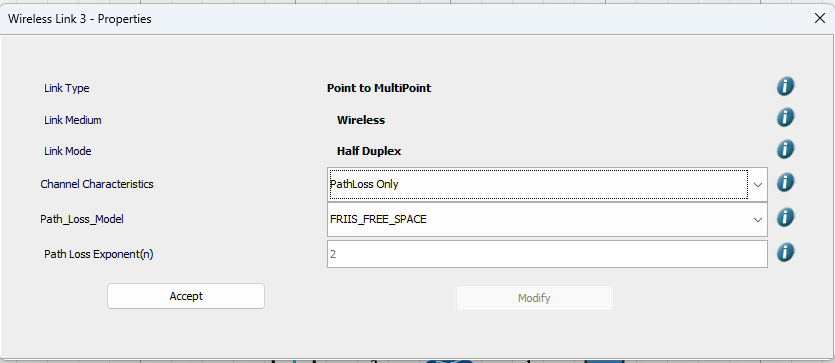 Wireless Link 3 - Properties
Link Type Point to MultiPoint
Link Medium Wireless
Link Mode Half Duplex
Channel Characteristics PathLoss Only
Path_Loss_Model FRIIS_FREE_SPACE
Path Loss Exponent(n) 2
Accept Modify